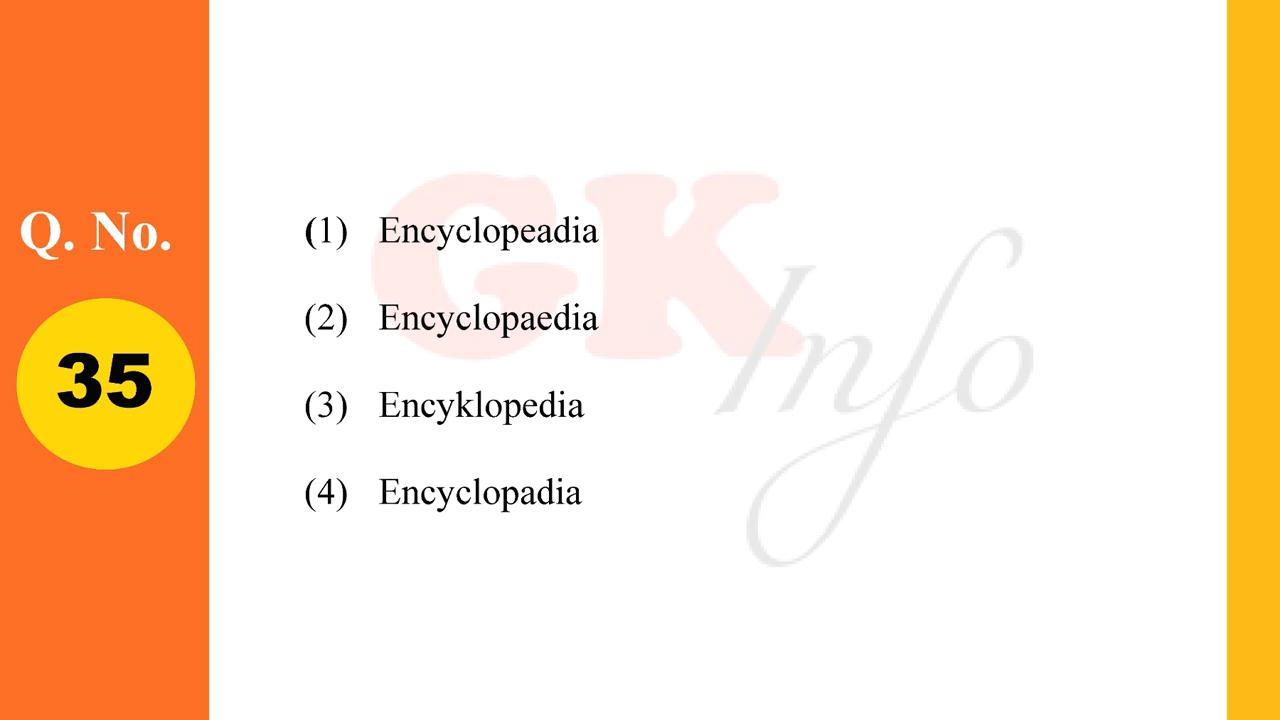 Q. No.
35
(1) Encyclopeadia
(2) Encyclopaedia
(3) Encyklopedia
(4) Encyclopadia
GK
Info